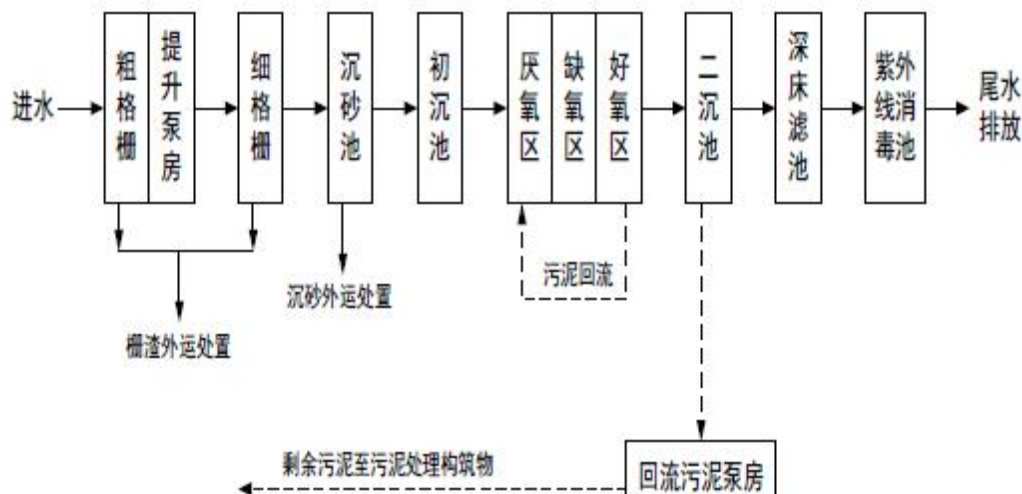 进水
粗格栅
提升泵房
细格栅
沉砂池
初沉池
厌氧区
缺氧区
好氧区
二沉池
深床滤池
紫外线消毒池
尾水
排放
污泥回流
沉砂外运处置
栅渣外运处置
剩余污泥至污泥处理构筑物
回流污泥泵房